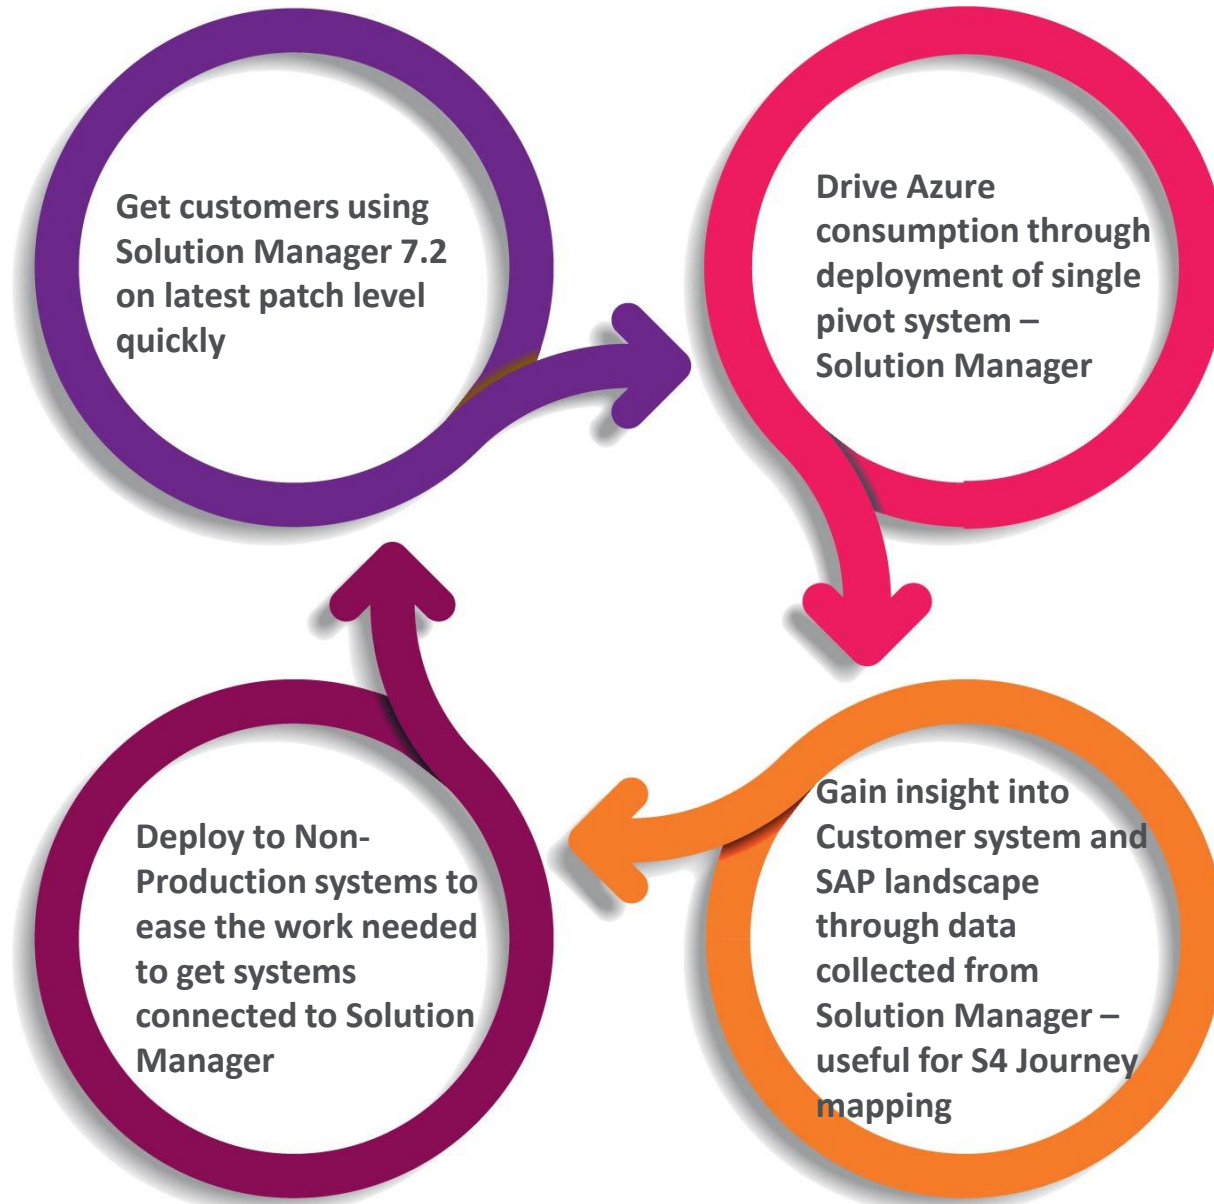 Get customers using
Solution Manager 7.2
on latest patch level
quickly
Drive Azure
consumption through
deployment of single
pivot system –
Solution Manager
Gain insight into
Customer system and
SAP landscape
through data
collected from
Solution Manager –
useful for S4 Journey
mapping
Deploy to Non-
Production systems to
ease the work needed
to get systems
connected to Solution
Manager